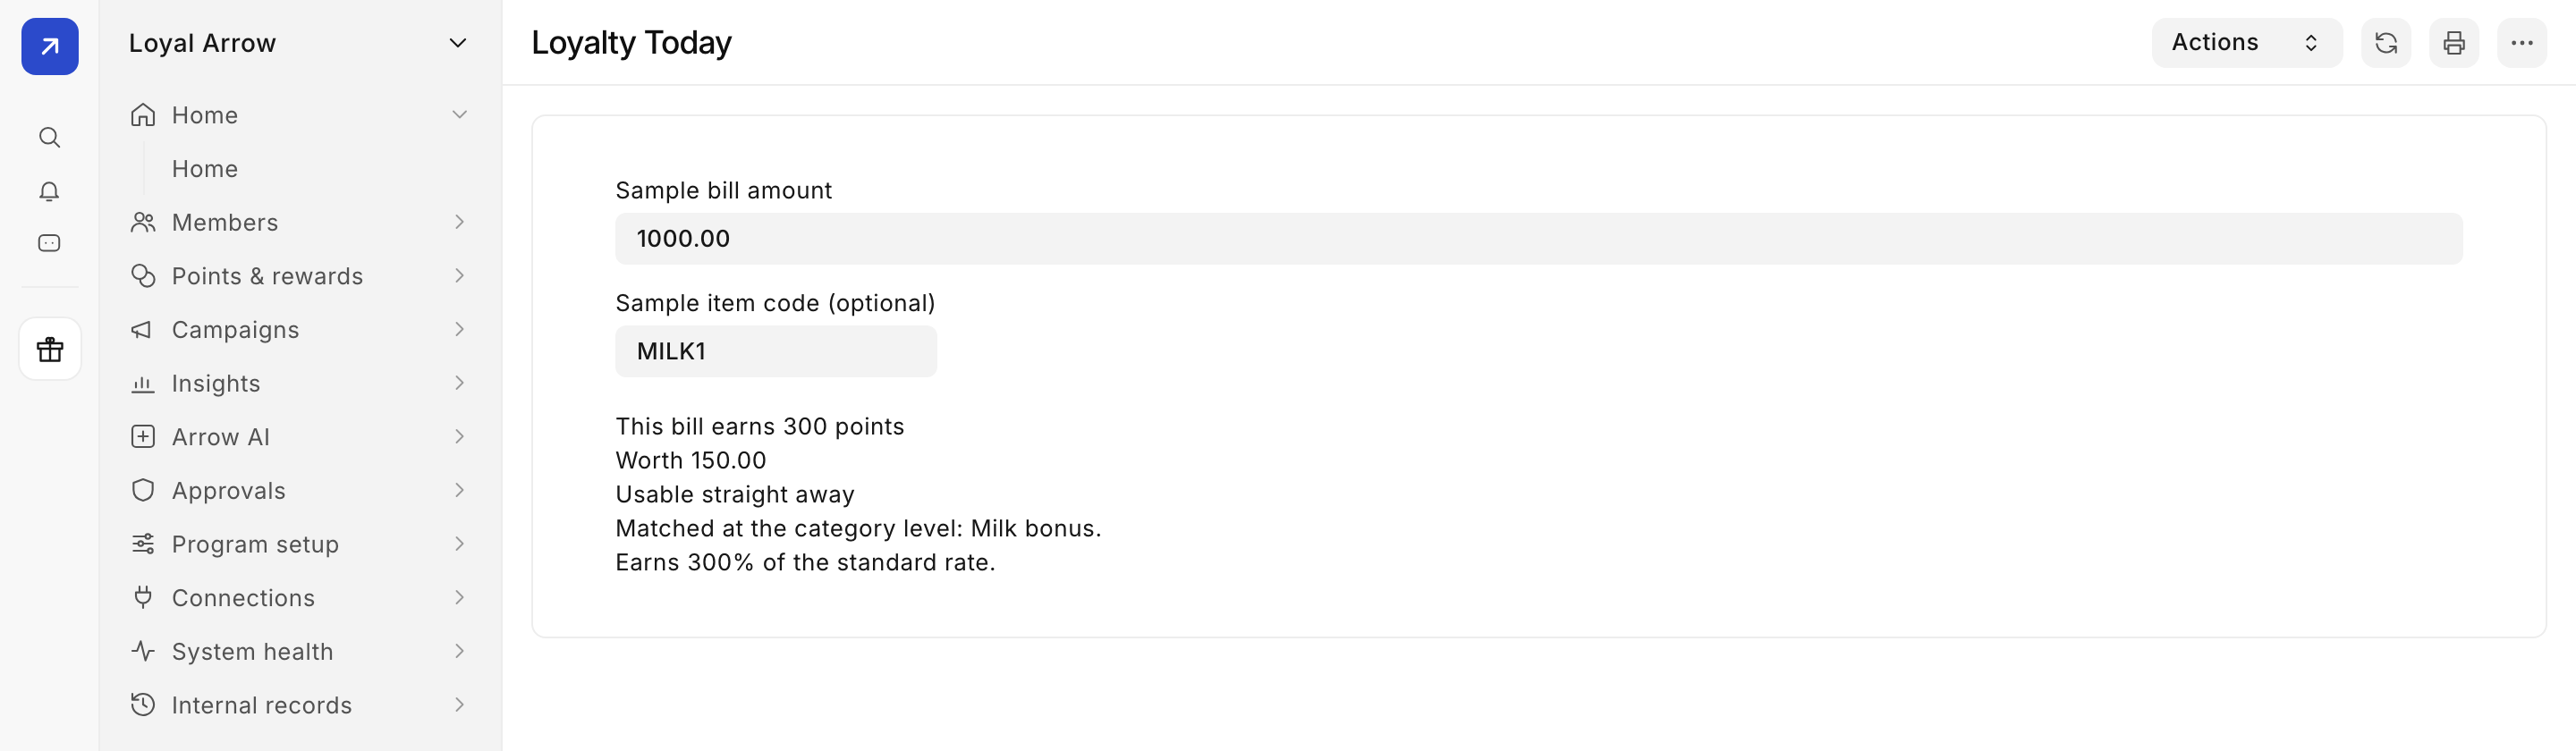 Loyal Arrow
Home
Home
Members
Points & rewards
Campaigns
Insights
Arrow AI
Approvals
Program setup
Connections
System health
Internal records
Loyalty Today
Actions
Sample bill amount
1000.00
Sample item code (optional)
MILK1
This bill earns 300 points
Worth 150.00
Usable straight away
Matched at the category level: Milk bonus.
Earns 300% of the standard rate.